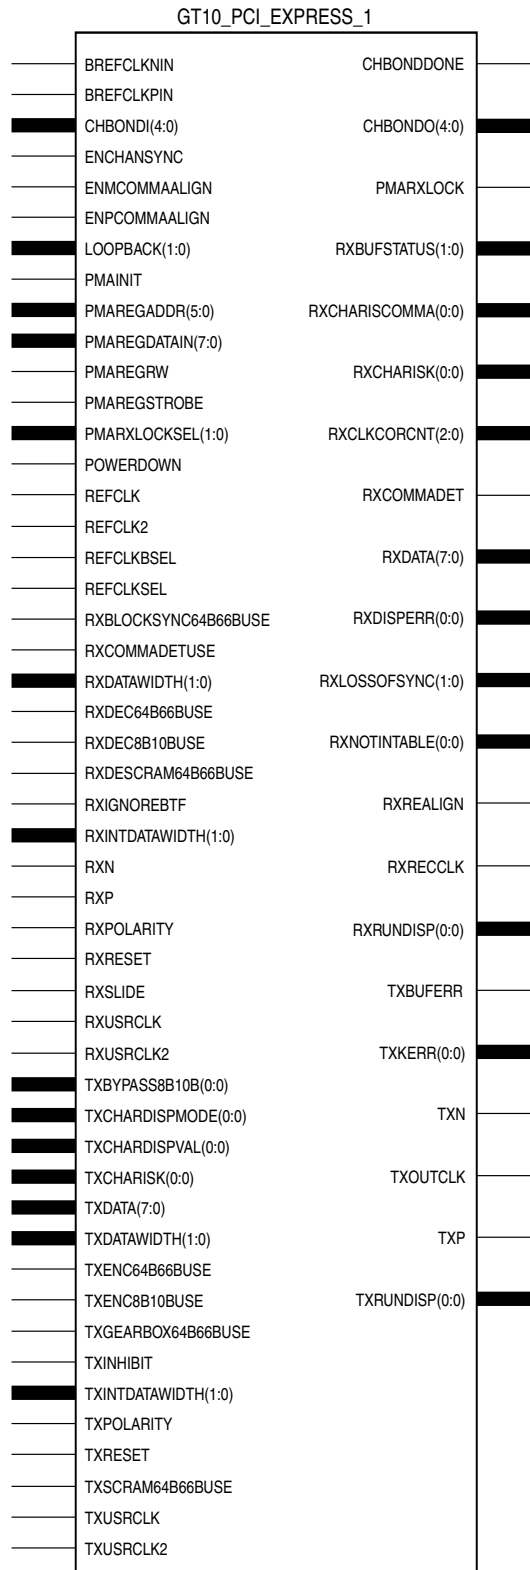 GT10_PCI_EXPRESS_1
BREFCLKNIN CHBONDDONE
BREFCLKPIN
CHBONDI(4:0) CHBONDO(4:0)
ENCHANSYNC
ENMCOMMAALIGN PMARXLOCK
ENPCOMMAALIGN
LOOPBACK(1:0) RXBUFSTATUS(1:0)
PMAINIT
PMAREGADDR(5:0) RXCHARISCOMMA(0:0)
PMAREGDATAIN(7:0)
PMAREGRW RXCHARISK(0:0)
PMAREGSTROBE
PMARXLOCKSEL(1:0) RXCLKCORCNT(2:0)
POWERDOWN
REFCLK RXCOMMADET
REFCLK2
REFCLKBSEL RXDATA(7:0)
REFCLKSEL
RXBLOCKSYNC64B66BUSE RXDISPERR(0:0)
RXCOMMADETUSE
RXDATAWIDTH(1:0) RXLOSSOFSYNC(1:0)
RXDEC64B66BUSE
RXDEC8B10BUSE RXNOTINTABLE(0:0)
RXDESCRAM64B66BUSE
RXIGNOREBTF RXREALIGN
RXINTDATAWIDTH(1:0)
RXN RXRECCLK
RXP
RXPOLARITY RXRUNDISP(0:0)
RXRESET
RXSLIDE TXBUFERR
RXUSRCLK
RXUSRCLK2 TXKERR(0:0)
TXBYPASS8B10B(0:0)
TXCHARDISPMODE(0:0) TXN
TXCHARDISPVAL(0:0)
TXCHARISK(0:0) TXOUTCLK
TXDATA(7:0)
TXDATAWIDTH(1:0) TXP
TXENC64B66BUSE
TXENC8B10BUSE TXRUNDISP(0:0)
TXGEARBOX64B66BUSE
TXINHIBIT
TXINTDATAWIDTH(1:0)
TXPOLARITY
TXRESET
TXSCRAM64B66BUSE
TXUSRCLK
TXUSRCLK2